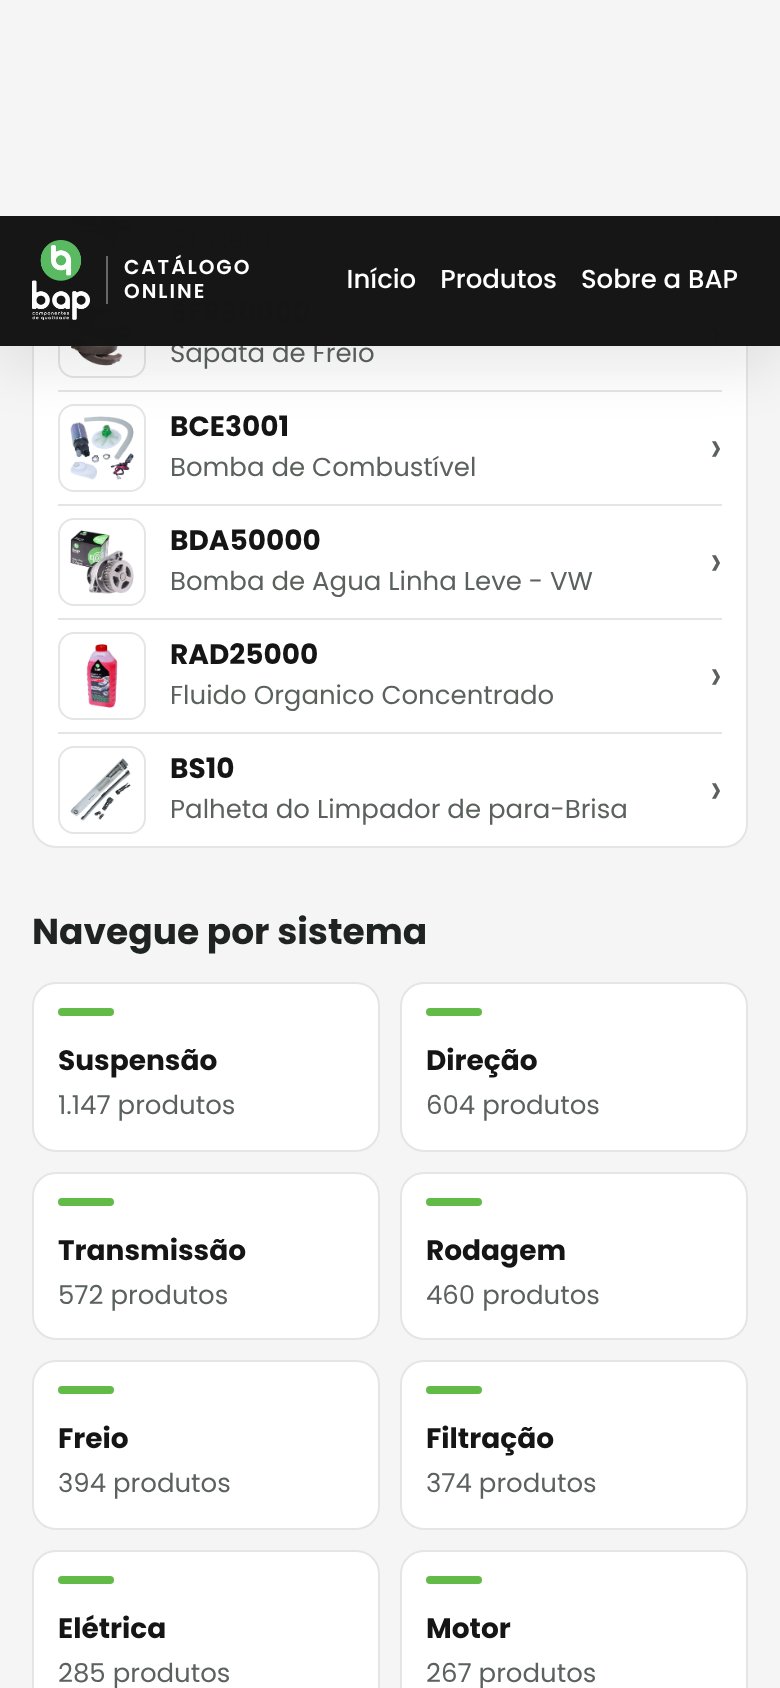 bap
componentes
de qualidade
CATÁLOGO
ONLINE
Início
Produtos
Sobre a BAP
Sapata de Freio
BCE3001
Bomba de Combustível
›
BDA50000
Bomba de Agua Linha Leve - VW
›
RAD25000
Fluido Organico Concentrado
›
BS10
Palheta do Limpador de para-Brisa
›
Navegue por sistema
Suspensão
1.147 produtos
Direção
604 produtos
Transmissão
572 produtos
Rodagem
460 produtos
Freio
394 produtos
Filtração
374 produtos
Elétrica
285 produtos
Motor
267 produtos